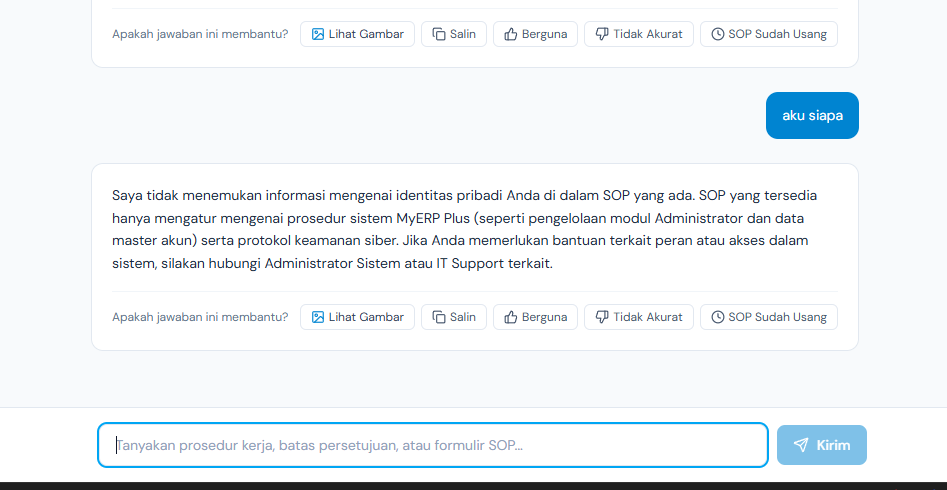 Apakah jawaban ini membantu? Lihat Gambar Salin Berguna Tidak Akurat SOP Sudah Usang
aku siapa
Saya tidak menemukan informasi mengenai identitas pribadi Anda di dalam SOP yang ada. SOP yang tersedia
hanya mengatur mengenai prosedur sistem MyERP Plus (seperti pengelolaan modul Administrator dan data
master akun) serta protokol keamanan siber. Jika Anda memerlukan bantuan terkait peran atau akses dalam
sistem, silakan hubungi Administrator Sistem atau IT Support terkait.
Apakah jawaban ini membantu? Lihat Gambar Salin Berguna Tidak Akurat SOP Sudah Usang
Tanyakan prosedur kerja, batas persetujuan, atau formulir SOP... Kirim